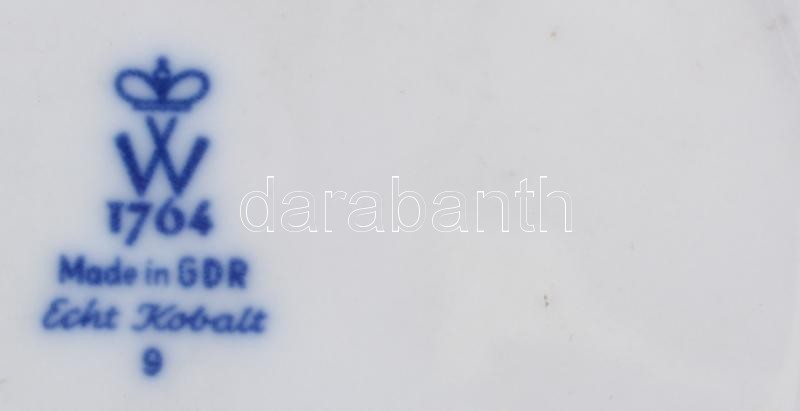 W
1764
darabanth
Made in GDR
Echt Kobalt
9